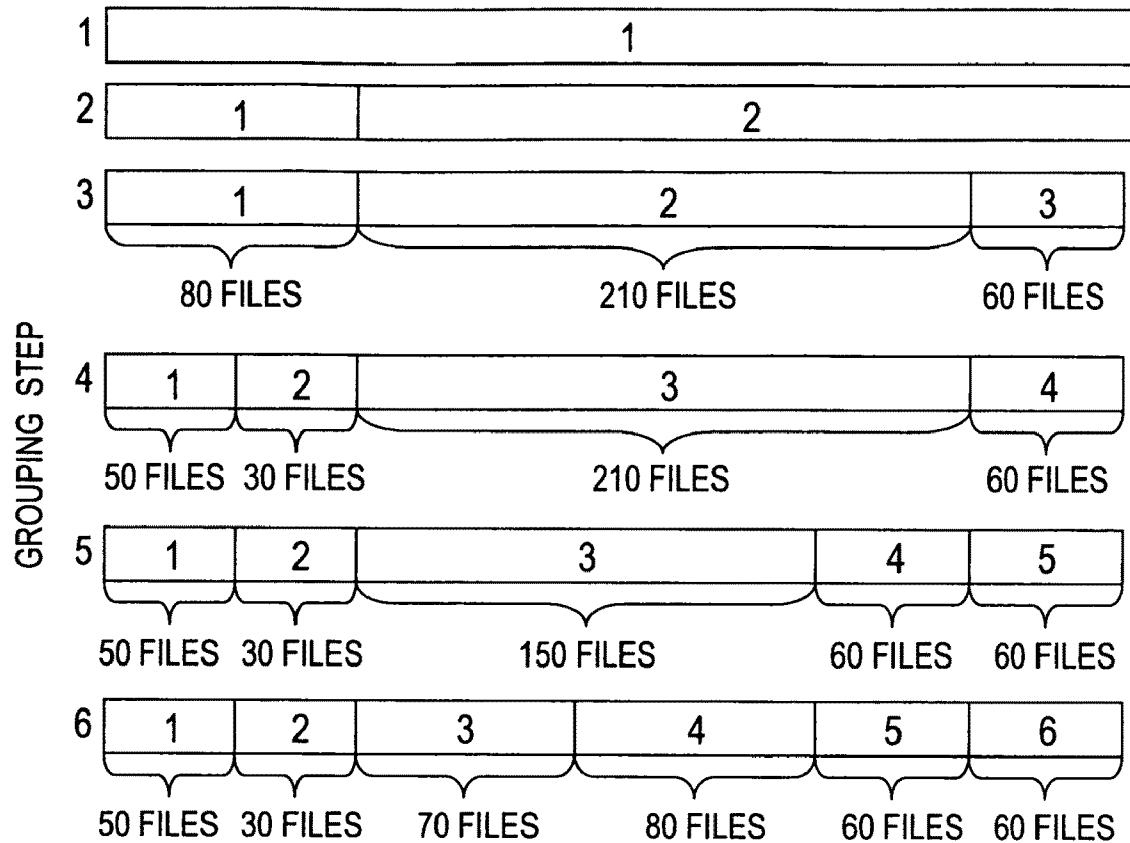 GROUPING STEP
1 1
2 1 2
3 1 2 3
80 FILES 210 FILES 60 FILES
4 1 2 3 4
50 FILES 30 FILES 210 FILES 60 FILES
5 1 2 3 4 5
50 FILES 30 FILES 150 FILES 60 FILES 60 FILES
6 1 2 3 4 5 6
50 FILES 30 FILES 70 FILES 80 FILES 60 FILES 60 FILES